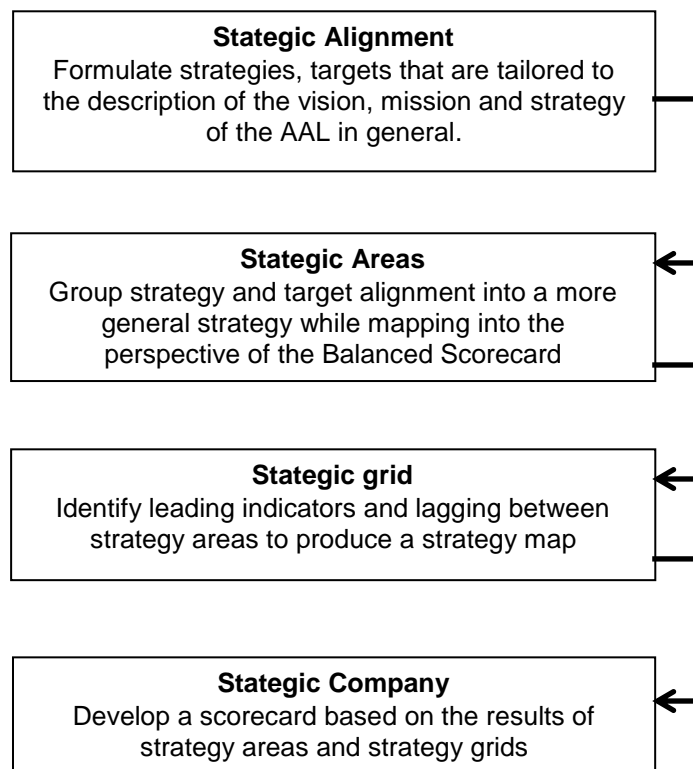 Stategic Alignment
Formulate strategies, targets that are tailored to
the description of the vision, mission and strategy
of the AAL in general.
Stategic Areas
Group strategy and target alignment into a more
general strategy while mapping into the
perspective of the Balanced Scorecard
Stategic grid
Identify leading indicators and lagging between
strategy areas to produce a strategy map
Stategic Company
Develop a scorecard based on the results of
strategy areas and strategy grids